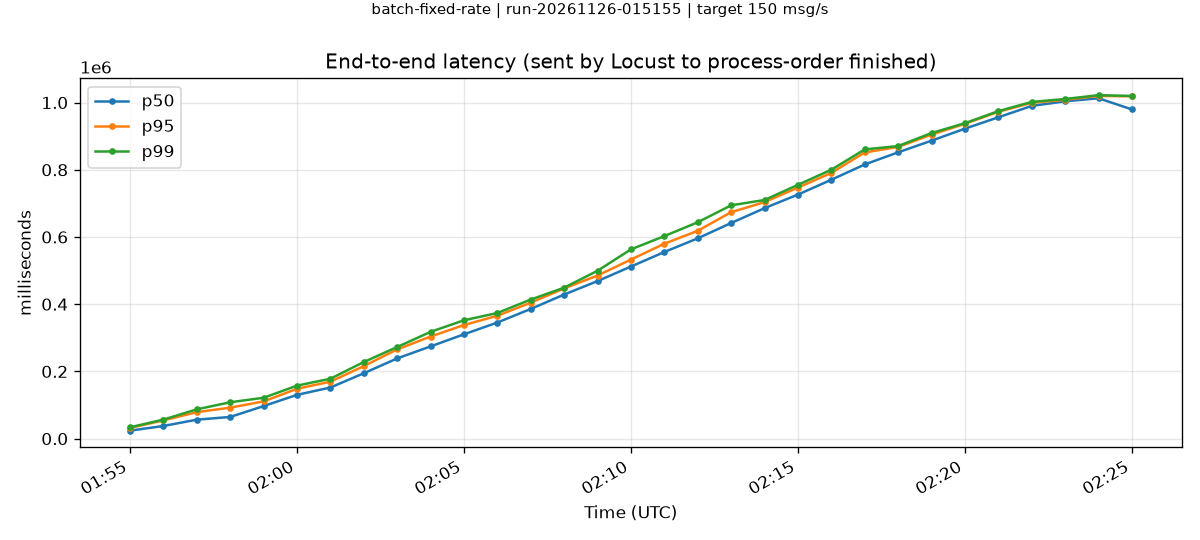 batch-fixed-rate | run-20261126-015155 | target 150 msg/s
End-to-end latency (sent by Locust to process-order finished)
1e6
p50
p95
p99
milliseconds
1.0
0.8
0.6
0.4
0.2
0.0
01:55
02:00
02:05
02:10
02:15
02:20
02:25
Time (UTC)